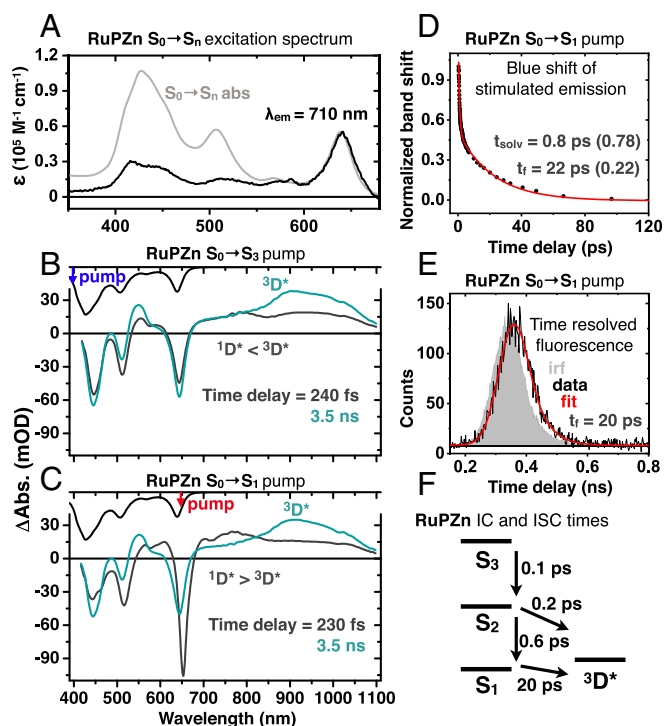 A
RuPZn S0→Sn excitation spectrum
ε (10^5 M-1 cm-1)
1.2
0.9
0.6
0.3
0
S0→Sn abs
λem = 710 nm
400 500 600
B
RuPZn S0→S3 pump
pump
3D*
30
0
-30
-60
-90
1D* < 3D*
Time delay = 240 fs
3.5 ns
ΔAbs. (mOD)
C
RuPZn S0→S1 pump
pump
3D*
30
0
-30
-60
-90
1D* > 3D*
Time delay = 230 fs
3.5 ns
400 500 600 700 800 900 1000 1100
Wavelength (nm)
D
RuPZn S0→S1 pump
Normalized band shift
0.9
0.6
0.3
0.0
Blue shift of
stimulated emission
tsolv = 0.8 ps (0.78)
tf = 22 ps (0.22)
0 20 40 60 80 100 120
Time delay (ps)
E
RuPZn S0→S1 pump
Counts
150
100
50
0
Time resolved
fluorescence
irf
data
fit
tf = 20 ps
0.2 0.4 0.6 0.8
Time delay (ns)
F
RuPZn IC and ISC times
S3
0.1 ps
S2
0.2 ps
0.6 ps
S1
20 ps
3D*